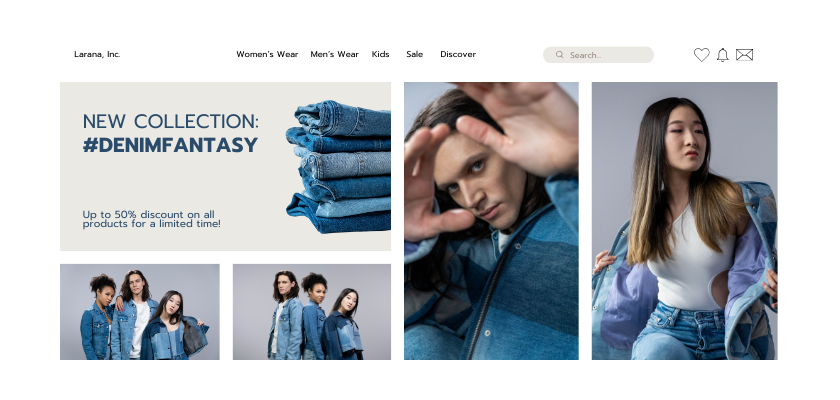 Larana, Inc.
Women's Wear
Men's Wear
Kids
Sale
Discover
Search...
NEW COLLECTION:
#DENIMFANTASY
Up to 50% discount on all
products for a limited time!